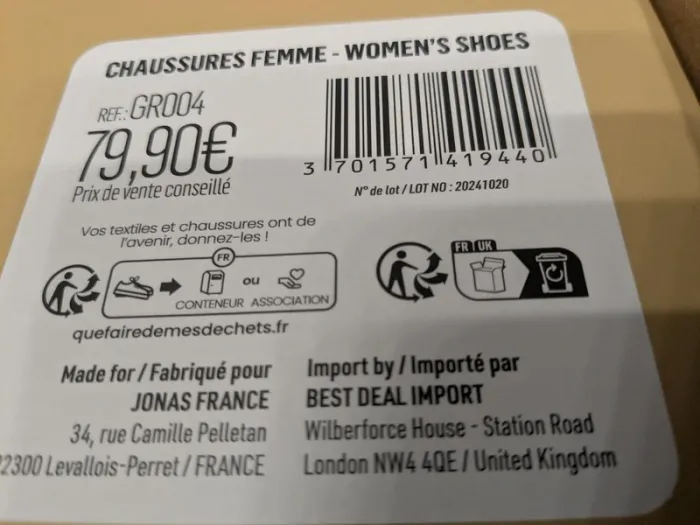 CHAUSSURES FEMME - WOMEN'S SHOES
REF.: GR004
79,90€
Prix de vente conseillé
3 701571 419440
N° de lot / LOT NO : 20241020
Vos textiles et chaussures ont de
l'avenir, donnez-les !
FR
ou
CONTENEUR ASSOCIATION
quefairedemesdechets.fr
FR UK
Made for / Fabriqué pour
JONAS FRANCE
34, rue Camille Pelletan
2300 Levallois-Perret / FRANCE
Import by / Importé par
BEST DEAL IMPORT
Wilberforce House - Station Road
London NW4 4QE / United Kingdom